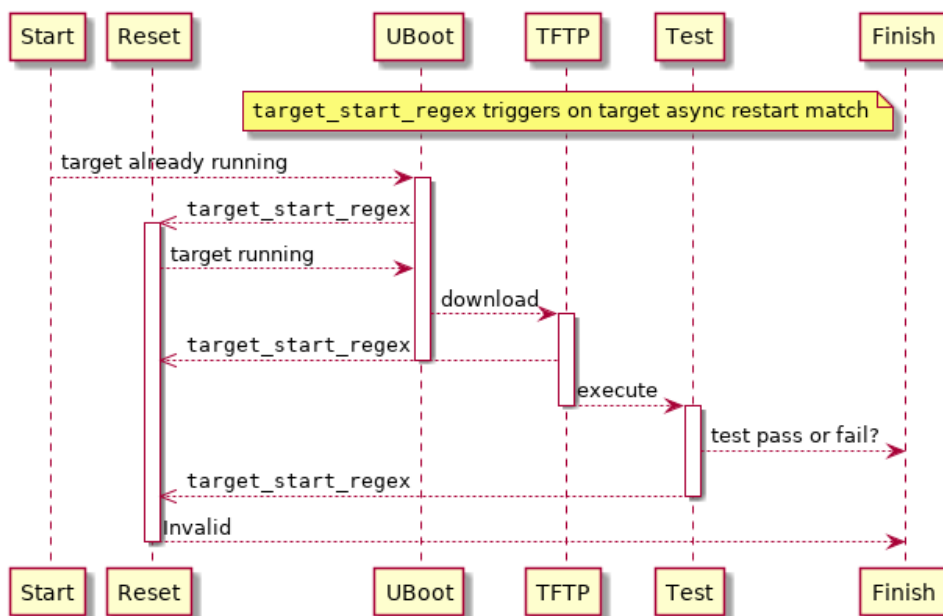 Start Reset UBoot TFTP Test Finish
target_start_regex triggers on target async restart match
target already running
target_start_regex
target running
download
target_start_regex
execute
test pass or fail?
target_start_regex
Invalid
Start Reset UBoot TFTP Test Finish